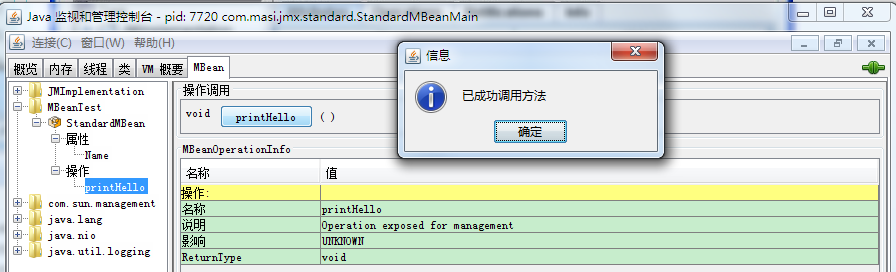 Java 监视和管理控制台 - pid: 7720 com.masi.jmx.standard.StandardMBeanMain
连接(C) 窗口(W) 帮助(H)
概览 内存 线程 类 VM 概要 MBean
JMImplementation
MBeanTest
StandardMBean
属性
Name
操作
printHello
com.sun.management
java.lang
java.nio
java.util.logging
操作调用
void printHello ( )
MBeanOperationInfo
名称 值
操作:
名称 printHello
说明 Operation exposed for management
影响 UNKNOWN
ReturnType void
信息
已成功调用方法
确定